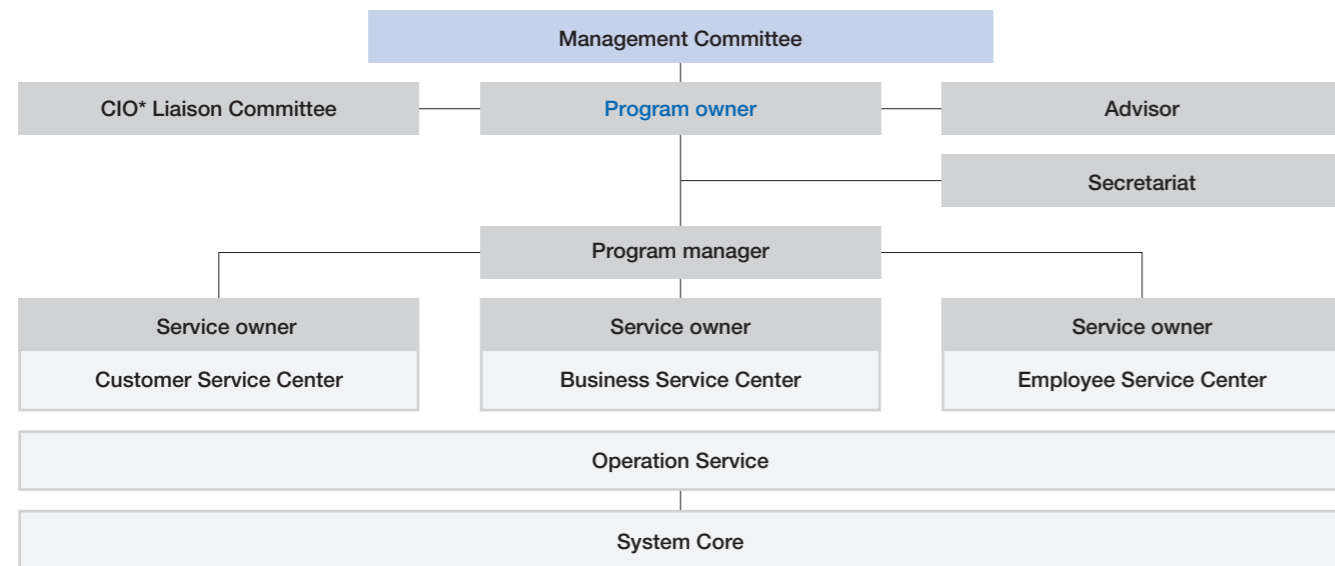 Management Committee
CIO* Liaison Committee
Program owner
Advisor
Secretariat
Program manager
Service owner
Customer Service Center
Service owner
Business Service Center
Service owner
Employee Service Center
Operation Service
System Core